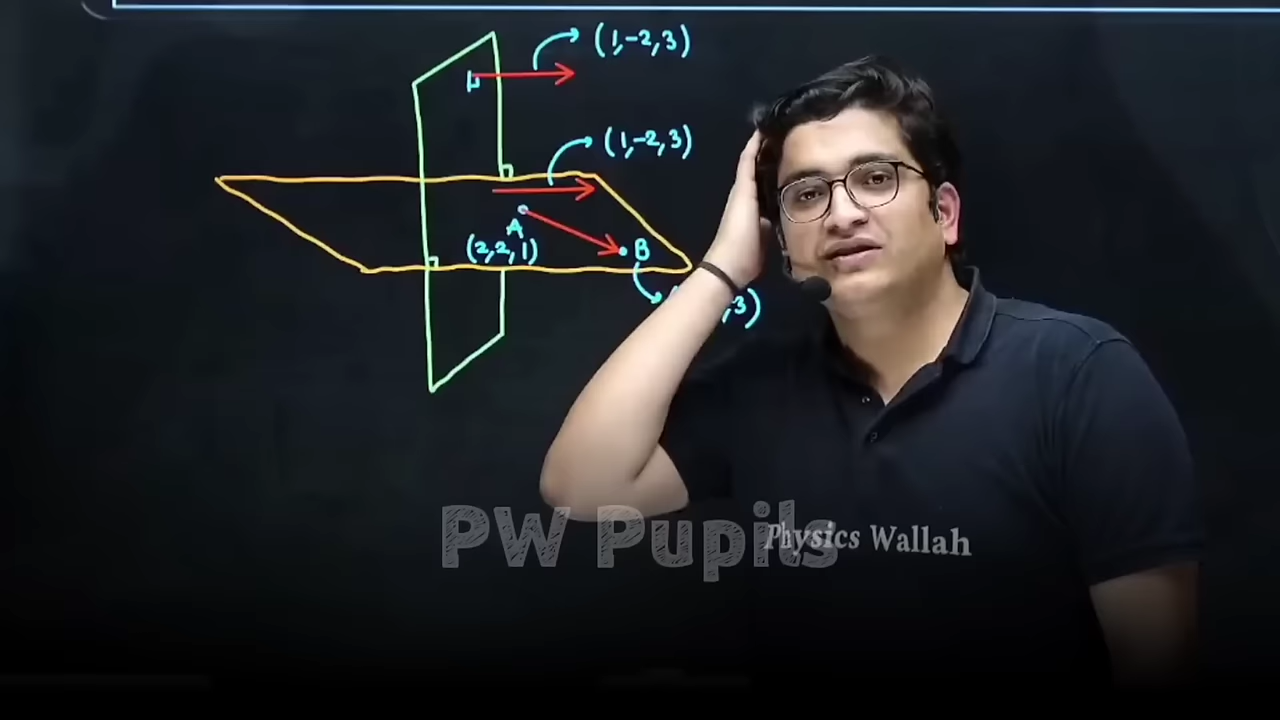 (1,-2,3)
(1,-2,3)
A
B
(2,2,1)
,3)
PW Pupils
Physics Wallah